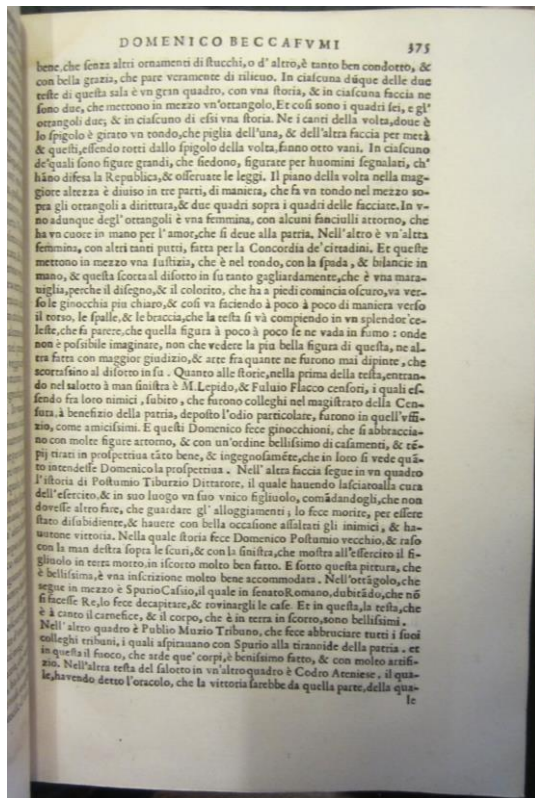 DOMENICO BECCAFVMI 375
bene, che senza altri ornamenti di stucchi, o d'altro, è tanto ben condotto, &
con bella grazia, che pare veramente di rilieuo. In ciascuna dúque delle due
teste di questa sala è vn gran quadro, con vna storia, & in ciascuna faccia ne
sono due, che mettono in mezzo vn'ottangolo. Et cosi sono i quadri sei, e gl'
ottangoli due, & in ciascuno di essi vna storia. Ne i canti della volta, doue è
lo spigolo è girato vn tondo, che piglia dell'una, & dell'altra faccia per metà
& questi, essendo rotti dallo spigolo della volta, fanno otto vani. In ciascuno
de'quali sono figure grandi, che siedono, figurate per huomini segnalati, ch'
háno difesa la Republica, & osseruate le leggi. Il piano della volta nella mag-
giore altezza è diuiso in tre parti, di maniera, che fa vn tondo nel mezzo so-
pra gli ottangoli a dirittura, & due quadri sopra i quadri delle facciate. In v-
no adunque degl'ottangoli è vna femmina, con alcuni fanciulli attorno, che
ha vn cuore in mano per l'amor, che si deue alla patria. Nell'altro è vn'altra
femmina, con altri tanti putti, fatta per la Concordia de'cittadini. Et queste
mettono in mezzo vna Iustizia, che è nel tondo, con la spada, & bilancie in
mano, & questa scorta al disotto in su tanto gagliardamente, che è vna mara-
uiglia, perche il disegno, & il colorito, che ha a piedi comincia oscuro, va ver-
so le ginocchia piu chiaro, & cosi va faciendo à poco à poco di maniera verso
il torso, le spalle, & le braccia, che la testa si và compiendo in vn splendor'ce-
leste, che fa parere, che quella figura à poco à poco se ne vada in fumo: onde
non è possibile imaginare, non che vedere la piu bella figura di questa, ne al-
tra fatta con maggior giudizio, & arte fra quante ne furono mai dipinte, che
scortassino al disotto in su. Quanto alle storie, nella prima della testa, entran-
do nel salotto à man sinistra è M. Lepido, & Fuluio Flacco censori, i quali es-
sendo fra loro nimici, subito, che furono colleghi nel magistrato della Cen-
sura, à benefizio della patria, deposto l'odio particolare, furono in quell'vffi-
zio, come amicissimi. E questi Domenico fece ginocchioni, che si abbraccia-
no con molte figure attorno, & con un'ordine bellissimo di casamenti, & té-
pij tirati in prospettiua táto bene, & ingegnosaméte, che in loro si vede quã-
to intendesse Domenico la prospettiua. Nell'altra faccia segue in vn quadro
l'istoria di Postumio Tiburzio Dittatore, il quale hauendo lasciato alla cura
dell'esercito, & in suo luogo vn suo vnico figliuolo, comãdandogli, che non
douesse altro fare, che guardare gl'alloggiamenti; lo fece morire, per essere
stato disubidiente, & hauere con bella occasione assaltati gli inimici, & ha-
uutone vittoria. Nella quale storia fece Domenico Postumio vecchio, & raso
con la man destra sopra le scuri, & con la sinistra, che mostra all'essercito il fi-
gliuolo in terra morto, in iscorto molto ben fatto. E sotto questa pittura, che
è bellissima, è vna inscrizione molto bene accommodata. Nell'ottãgolo, che
segue in mezzo è Spurio Cassio, il quale in senato Romano, dubitãdo, che nõ
si facesse Re, lo fece decapitare, & rovinargli le case. Et in questa, la testa, che
è à canto il carnefice, & il corpo, che è in terra in scorto, sono bellissimi.
Nell'altro quadro è Publio Muzio Tribuno, che fece abbruciare tutti i suoi
colleghi tribuni, i quali aspirauano con Spurio alla tirannide della patria. et
in questa il fuoco, che arde que'corpi, è benissimo fatto, & con molto artifi-
zio. Nell'altra testa del salotto in vn'altro quadro è Codro Ateniese, il qua-
le, havendo detto l'oracolo, che la vittoria sarebbe da quella parte, della qua-
le